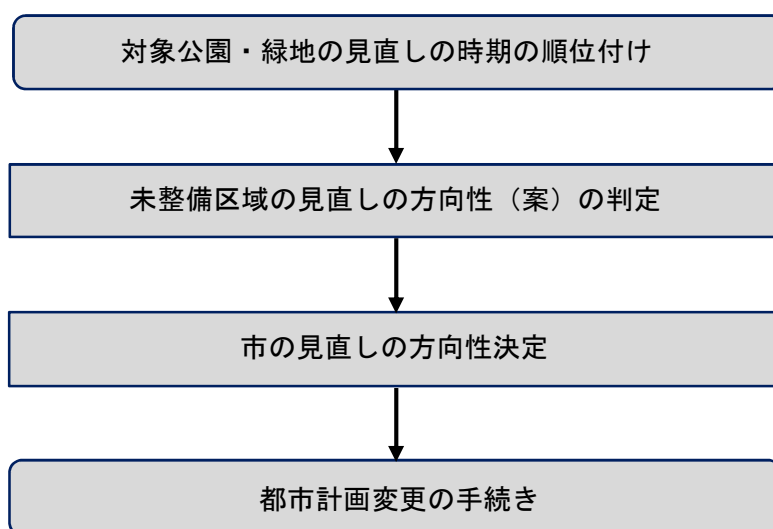 対象公園・緑地の見直しの時期の順位付け
未整備区域の見直しの方向性（案）の判定
市の見直しの方向性決定
都市計画変更の手続き